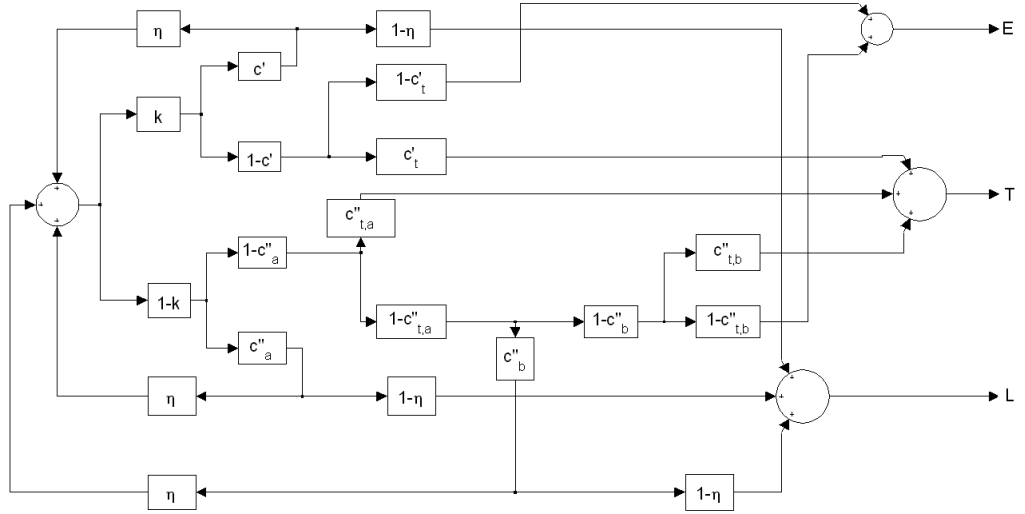 η
1-η
E
c'
1-c'_t
k
1-c'
c'_t
T
c''_t,a
1-c''_a
c''_t,b
1-k
1-c''_t,a
1-c''_b
1-c''_t,b
c''_a
c''_b
η
1-η
L
η
1-η
+
+
+
+
+
+
+
+
+
+
+